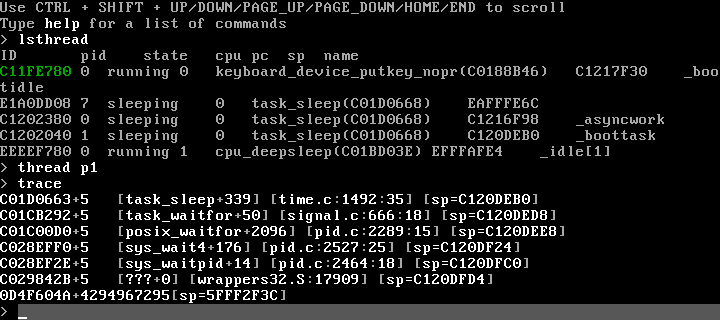 Use CTRL + SHIFT + UP/DOWN/PAGE_UP/PAGE_DOWN/HOME/END to scroll
Type help for a list of commands
> lsthread
ID pid state cpu pc sp name
C11FE780 0 running 0 keyboard_device_putkey_nopr(C0188B46) C1217F30 _boo
tidle
E1A0DD08 7 sleeping 0 task_sleep(C01D0668) EAFFFE6C
C1202380 0 sleeping 0 task_sleep(C01D0668) C1216F98 _asyncwork
C1202040 1 sleeping 0 task_sleep(C01D0668) C120DEB0 _boottask
EEEEF780 0 running 1 cpu_deepsleep(C01BD03E) EFFFAFE4 _idle[1]
> thread p1
> trace
C01D0663+5 [task_sleep+339] [time.c:1492:35] [sp=C120DEB0]
C01CB292+5 [task_waitfor+50] [signal.c:666:18] [sp=C120DED8]
C01C00D0+5 [posix_waitfor+2096] [pid.c:2289:15] [sp=C120DEE8]
C028EFF0+5 [sys_wait4+176] [pid.c:2527:25] [sp=C120DF24]
C028EF2E+5 [sys_waitpid+14] [pid.c:2464:18] [sp=C120DFC0]
C029842B+5 [???+0] [wrappers32.S:17909] [sp=C120DFD4]
0D4F604A+4294967295[sp=5FFF2F3C]
> _